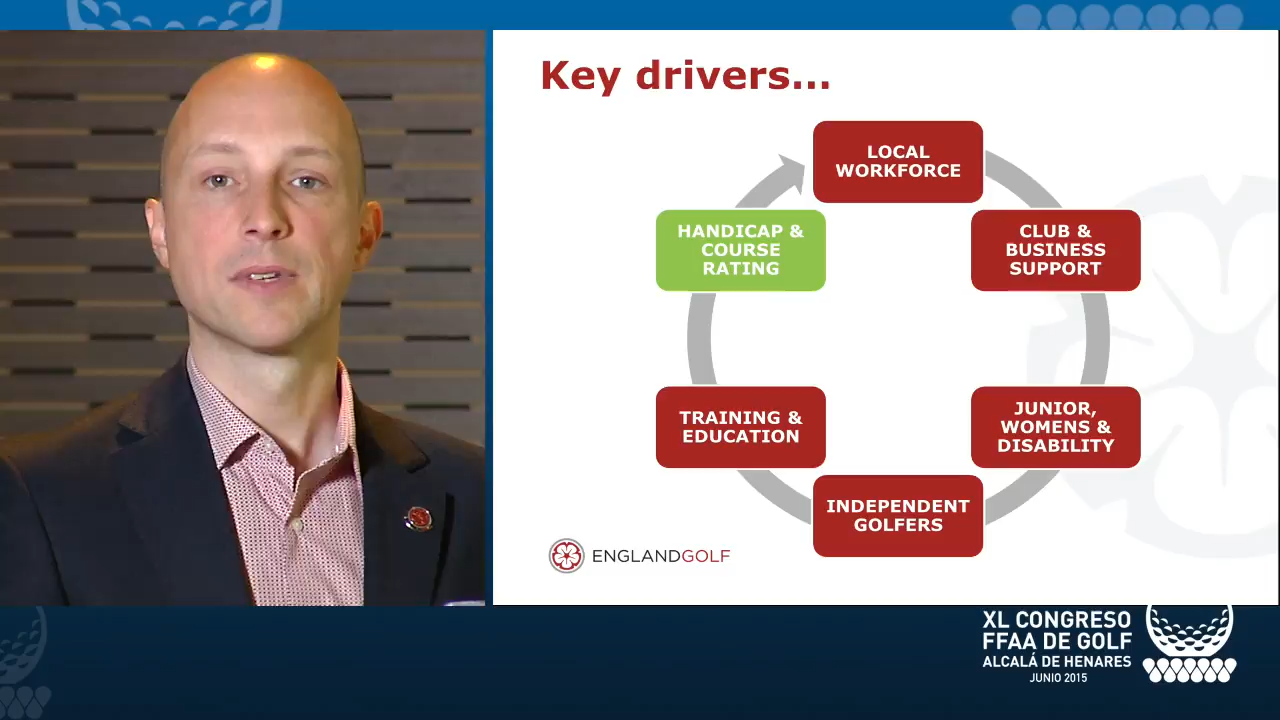 Key drivers...
LOCAL
WORKFORCE
CLUB &
BUSINESS
SUPPORT
JUNIOR,
WOMENS &
DISABILITY
INDEPENDENT
GOLFERS
TRAINING &
EDUCATION
HANDICAP &
COURSE
RATING
ENGLANDGOLF
XL CONGRESO
FFAA DE GOLF
ALCALÁ DE HENARES
JUNIO 2015